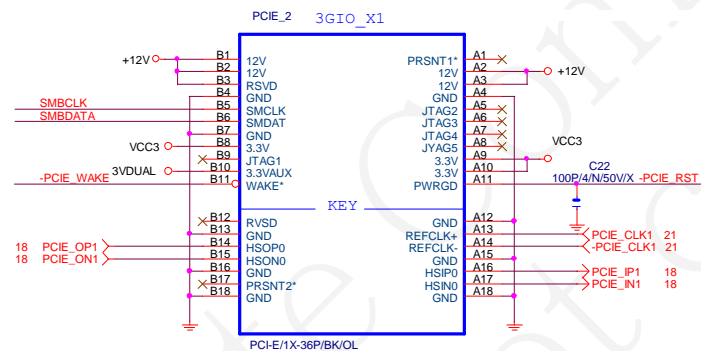 PCIE_2 3GIO_X1
+12V B1 12V PRSNT1* A1
B2 12V 12V A2 +12V
B3 RSVD 12V A3
B4 GND GND A4
SMBCLK B5 SMCLK JTAG2 A5
SMBDATA B6 SMDAT JTAG3 A6
B7 GND JTAG4 A7
VCC3 B8 3.3V JYAG5 A8 VCC3
B9 JTAG1 3.3V A9
3VDUAL B10 3.3VAUX 3.3V A10 C22
-PCIE_WAKE B11 WAKE* PWRGD A11 100P/4/N/50V/X -PCIE_RST
KEY
B12 RVSD GND A12
B13 GND REFCLK+ A13 PCIE_CLK1 21
18 PCIE_OP1 B14 HSOP0 REFCLK- A14 -PCIE_CLK1 21
18 PCIE_ON1 B15 HSON0 GND A15
B16 GND HSIP0 A16 PCIE_IP1 18
B17 PRSNT2* HSIN0 A17 PCIE_IN1 18
B18 GND GND A18
PCI-E/1X-36P/BK/OL